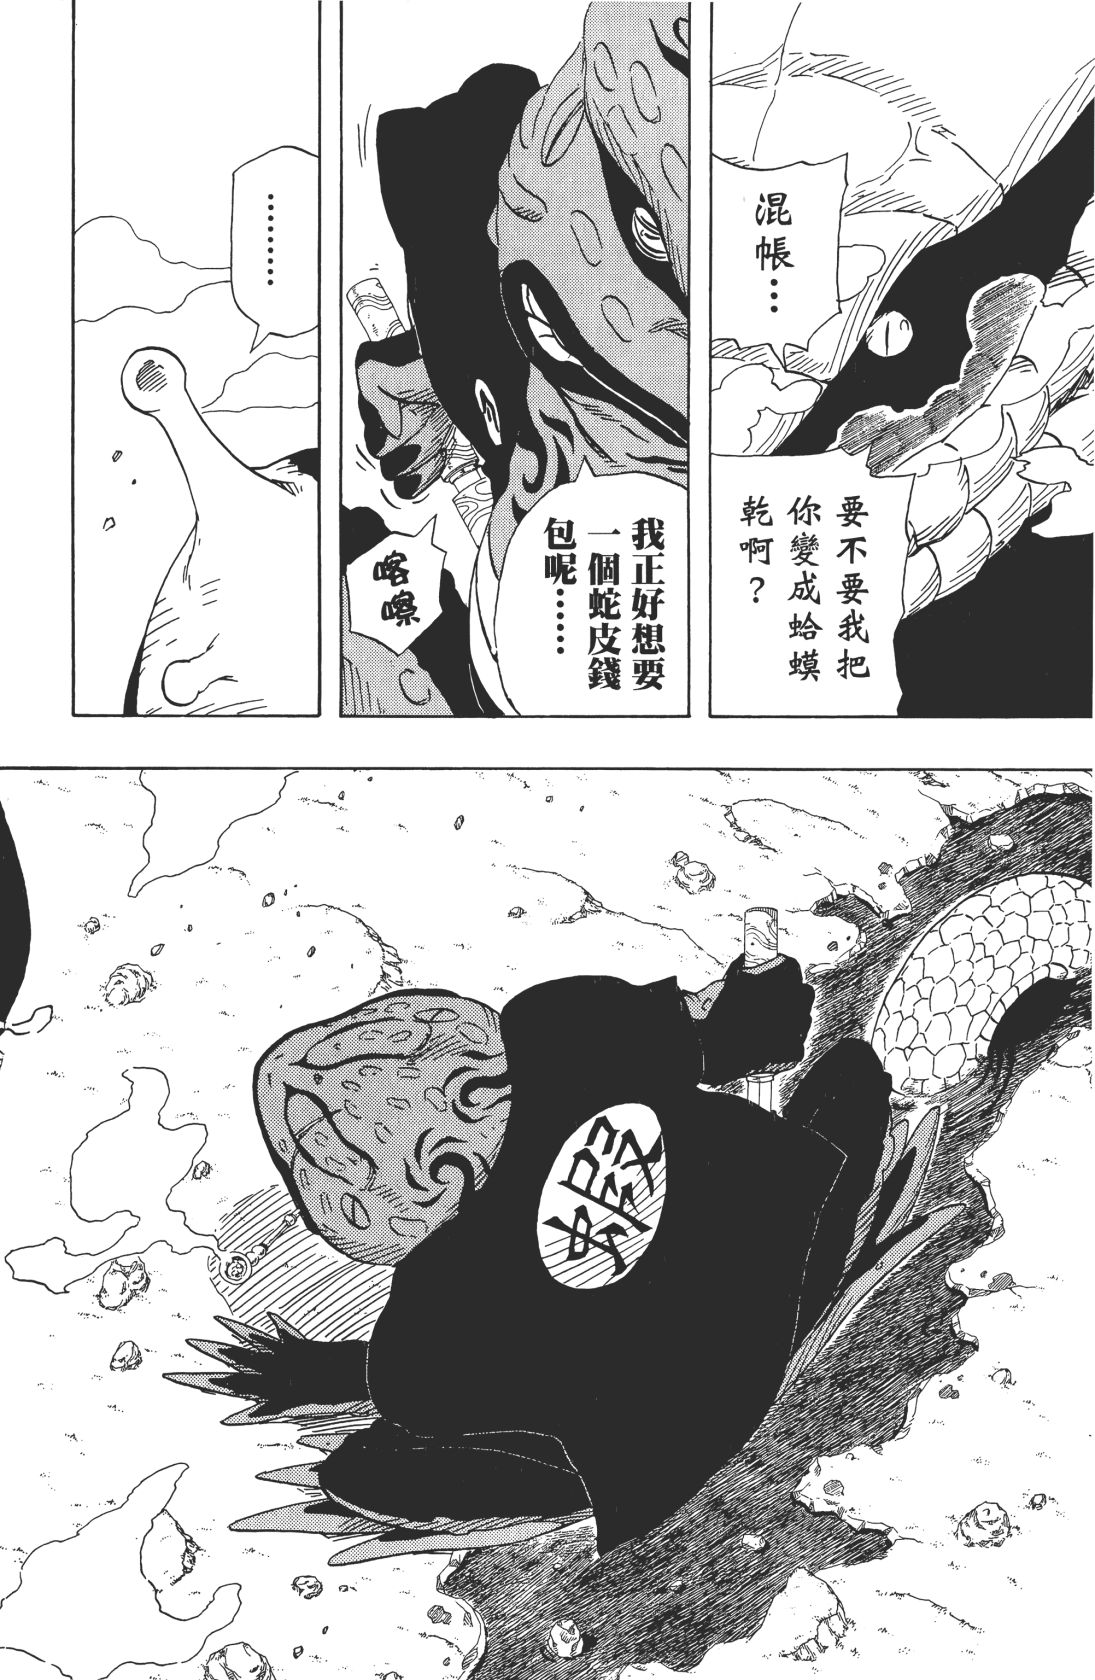 混帳…
要不要我把
你變成蛤蟆
乾啊？
我正好想要
一個蛇皮錢
包呢……
喀嚓
………
蝦